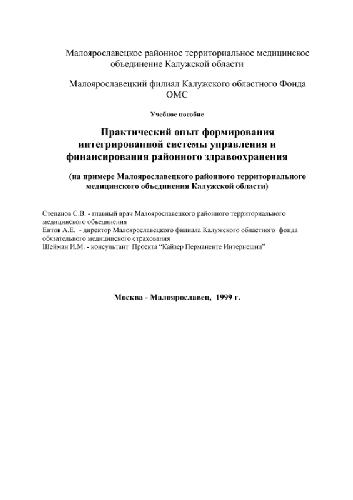 Малоярославецкое районное территориальное медицинское
объединение Калужской области
Малоярославецкий филиал Калужского областного Фонда
ОМС
Учебное пособие
Практический опыт формирования
интегрированной системы управления и
финансирования районного здравоохранения
(на примере Малоярославецкого районного территориального
медицинского объединения Калужской области)
Степанов С.В. - главный врач Малоярославецкого районного территориального
медицинского объединения
А.Е. - директор Малоярославецкого филиала Калужского областного фонда
обязательного медицинского страхования
Шейман И.М. - консультант Проекта "Кайзер Перманенте Интернешнл"
Москва - Малоярославец, 1999 г.